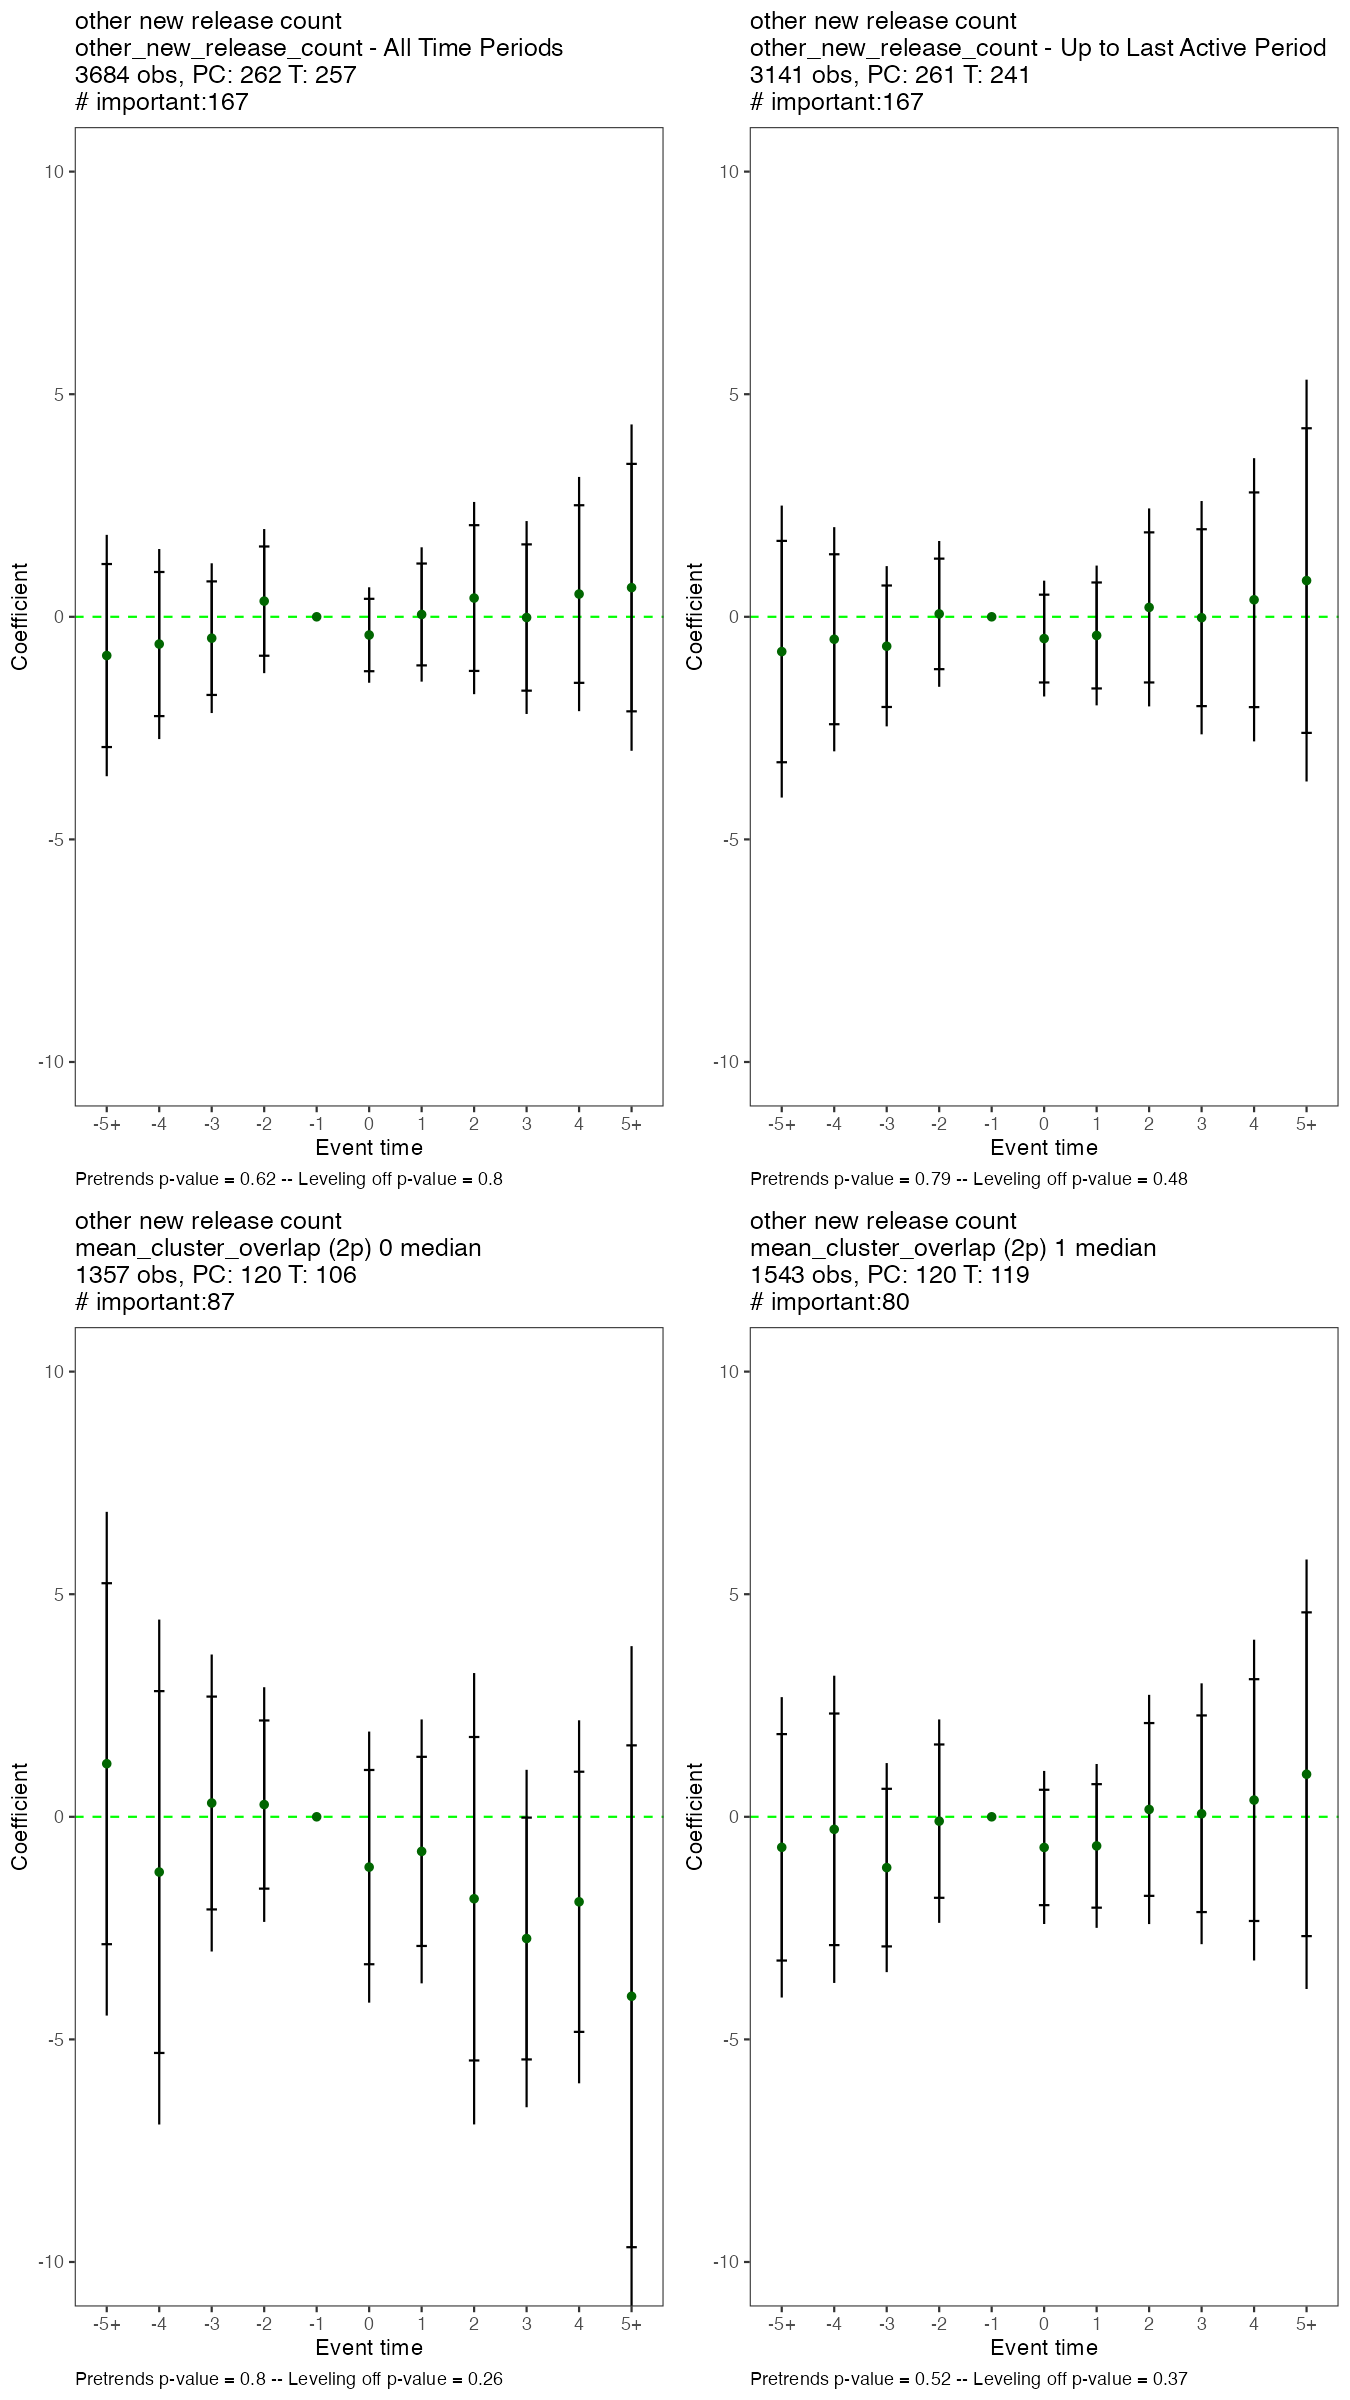 other new release count
other_new_release_count - All Time Periods
3684 obs, PC: 262 T: 257
# important:167
10
5
0
-5
-10
Coefficient
-5+ -4 -3 -2 -1 0 1 2 3 4 5+
Event time
Pretrends p-value = 0.62 -- Leveling off p-value = 0.8
other new release count
other_new_release_count - Up to Last Active Period
3141 obs, PC: 261 T: 241
# important:167
10
5
0
-5
-10
Coefficient
-5+ -4 -3 -2 -1 0 1 2 3 4 5+
Event time
Pretrends p-value = 0.79 -- Leveling off p-value = 0.48
other new release count
mean_cluster_overlap (2p) 0 median
1357 obs, PC: 120 T: 106
# important:87
10
5
0
-5
-10
Coefficient
-5+ -4 -3 -2 -1 0 1 2 3 4 5+
Event time
Pretrends p-value = 0.8 -- Leveling off p-value = 0.26
other new release count
mean_cluster_overlap (2p) 1 median
1543 obs, PC: 120 T: 119
# important:80
10
5
0
-5
-10
Coefficient
-5+ -4 -3 -2 -1 0 1 2 3 4 5+
Event time
Pretrends p-value = 0.52 -- Leveling off p-value = 0.37